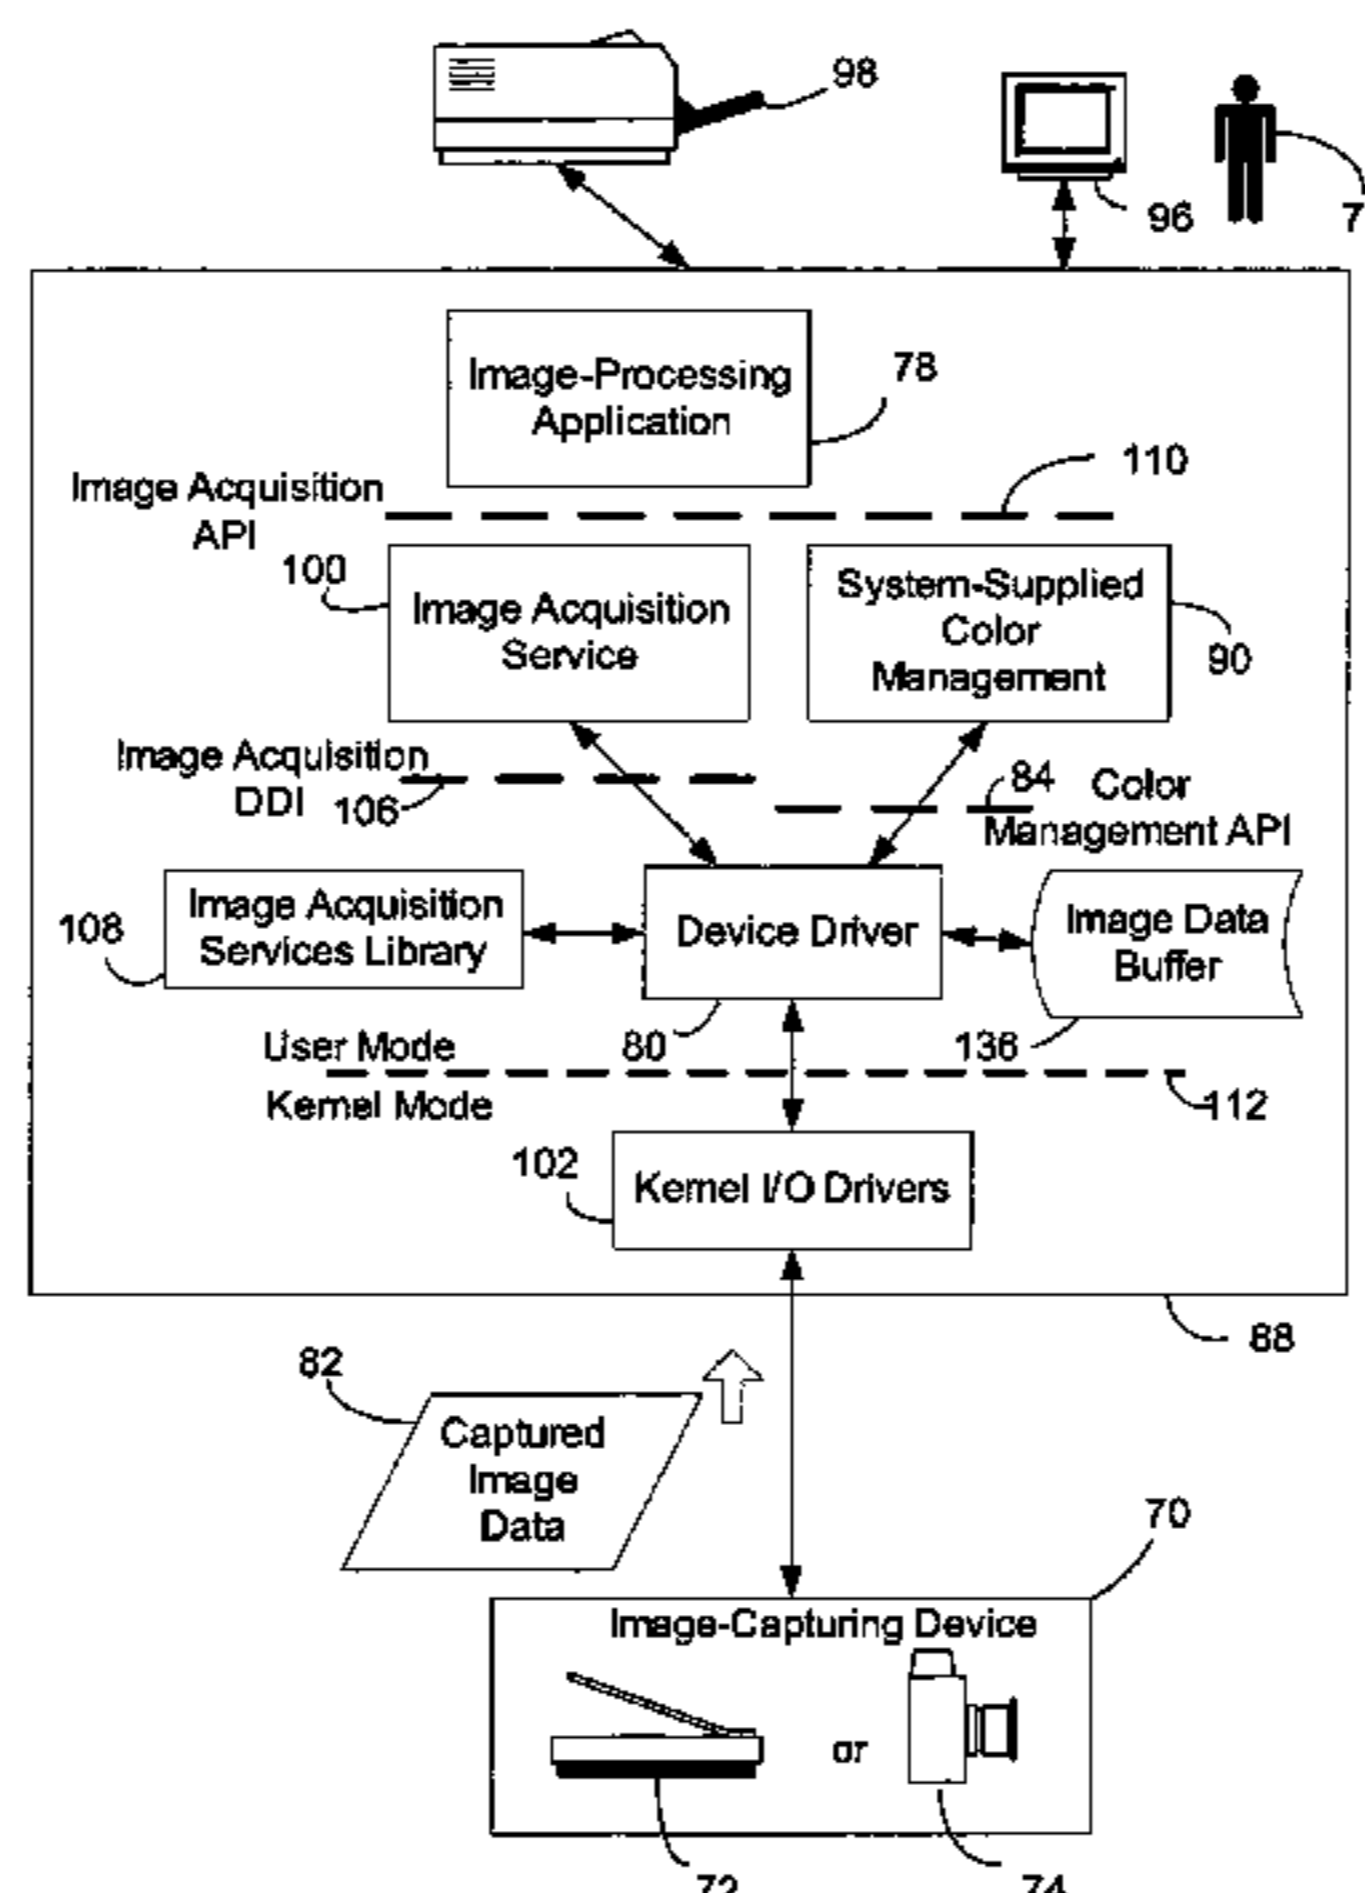 98
96
7
Image-Processing
Application
78
110
Image Acquisition
API
100
Image Acquisition
Service
System-Supplied
Color
Management
90
Image Acquisition
DDI
106
84
Color
Management API
108
Image Acquisition
Services Library
Device Driver
Image Data
Buffer
80
136
User Mode
Kernel Mode
112
102
Kernel I/O Drivers
88
82
Captured
Image
Data
70
Image-Capturing Device
or
72
74